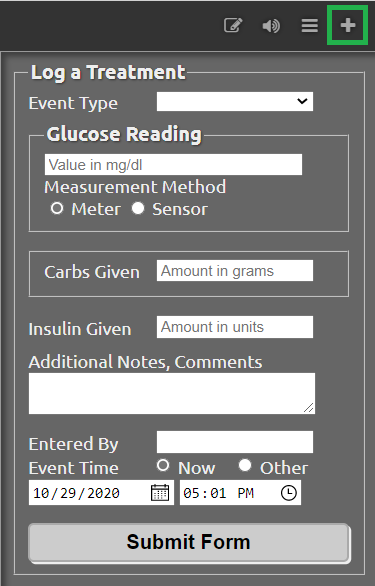 Log a Treatment
Event Type
Glucose Reading
Value in mg/dl
Measurement Method
Meter Sensor
Carbs Given Amount in grams
Insulin Given Amount in units
Additional Notes, Comments
Entered By
Event Time Now Other
10/29/2020 05:01 PM
Submit Form